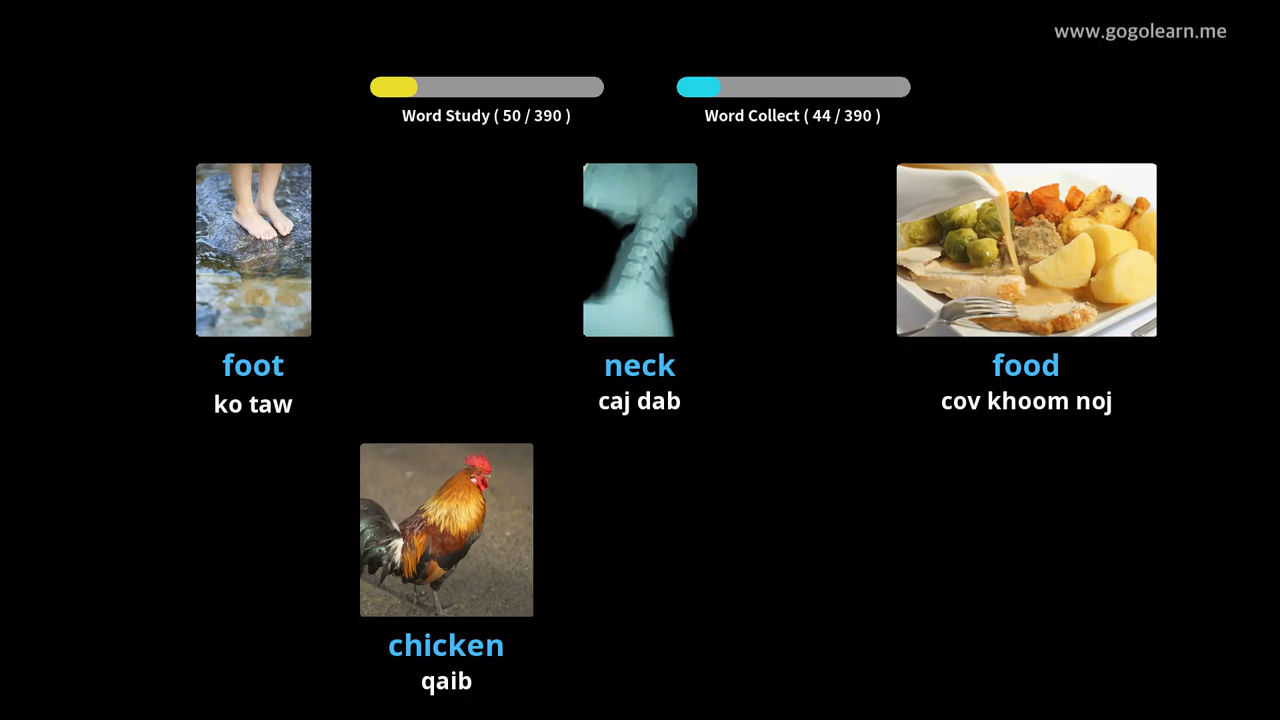 www.gogolearn.me
Word Study ( 50 / 390 )
Word Collect ( 44 / 390 )
foot
ko taw
neck
caj dab
food
cov khoom noj
chicken
qaib